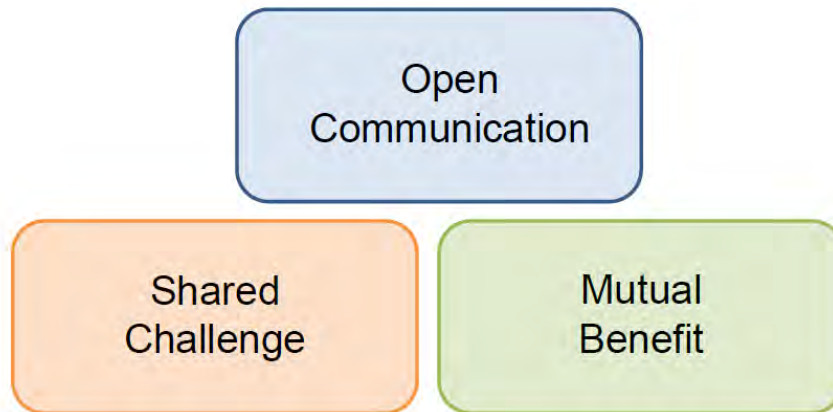 Open
Communication
Shared
Challenge
Mutual
Benefit